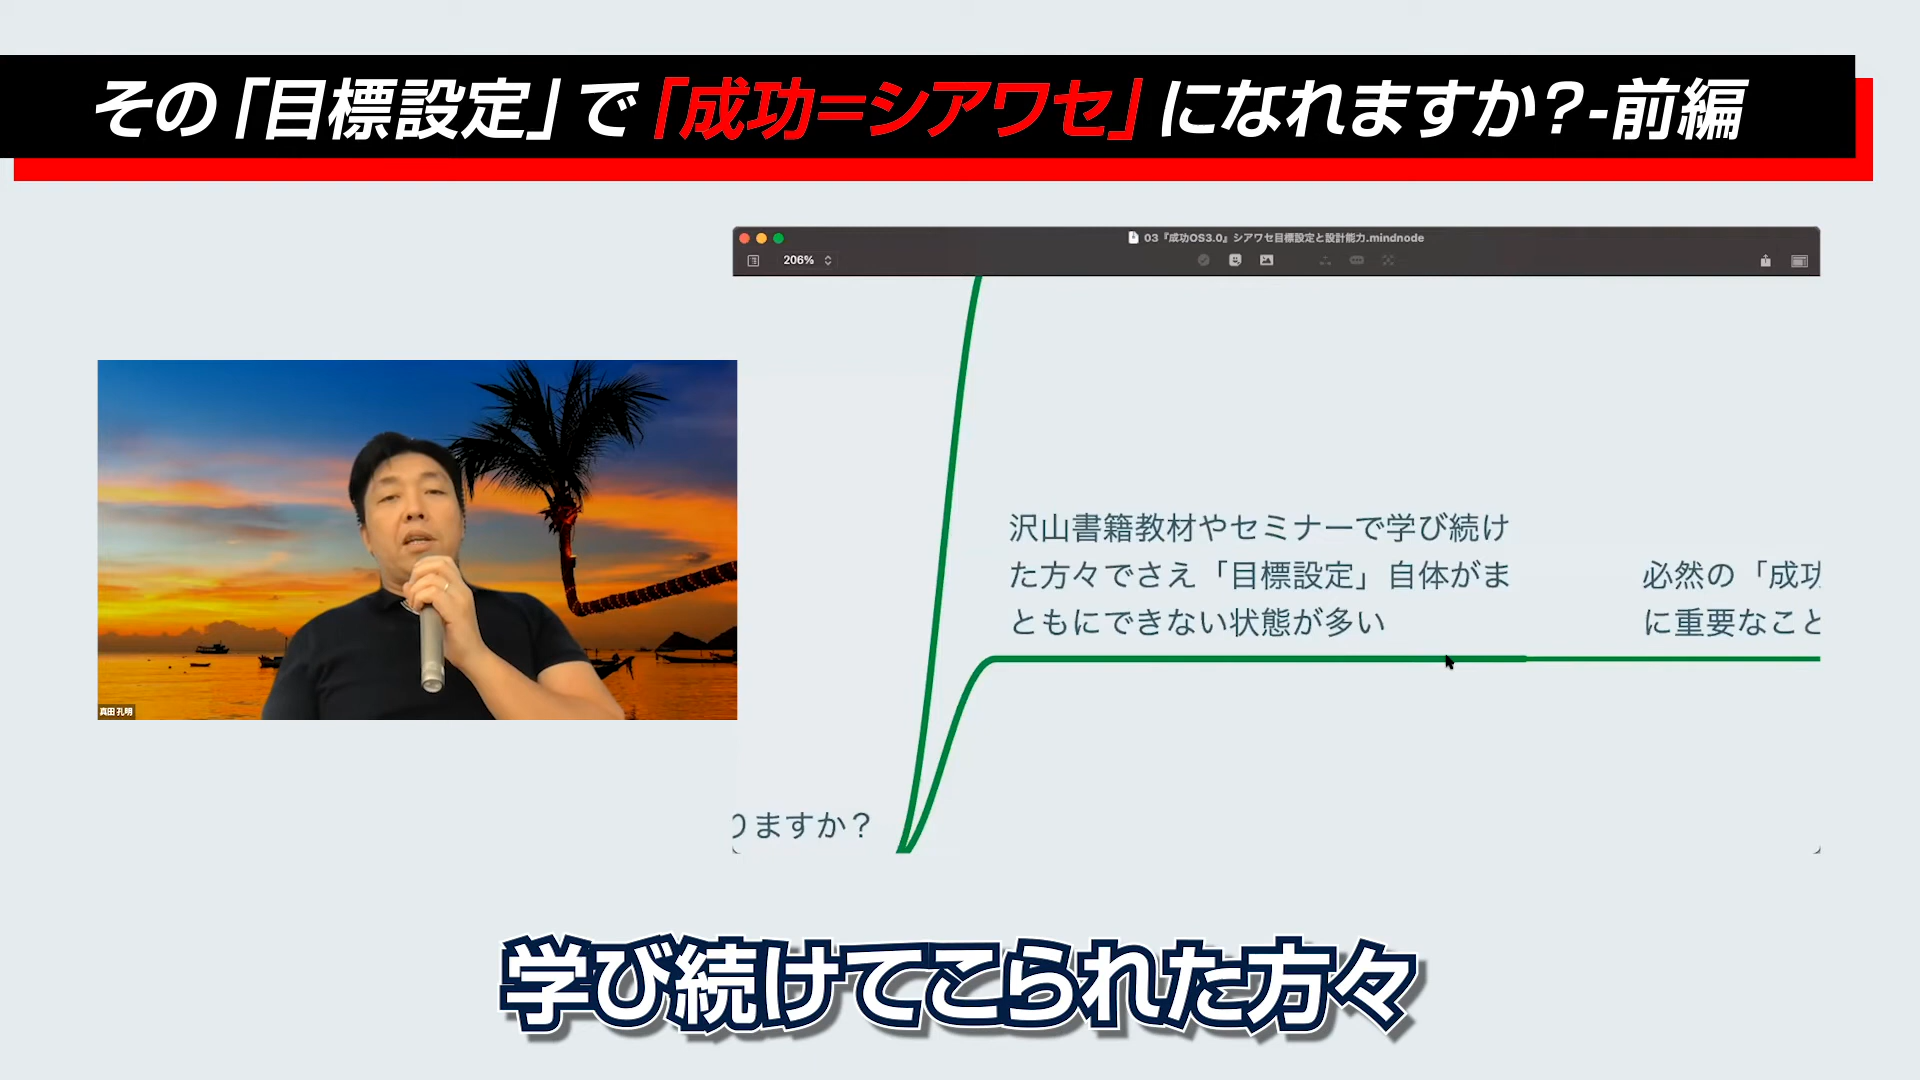 その「目標設定」で「成功=シアワセ」になれますか?-前編
03『成功OS3.0』シアワセ目標設定と設計能力.mindnode
206%
沢山書籍教材やセミナーで学び続け
た方々でさえ「目標設定」自体がま
ともにできない状態が多い
必然の「成功
に重要なこと
りますか?
真田 孔明
学び続けてこられた方々